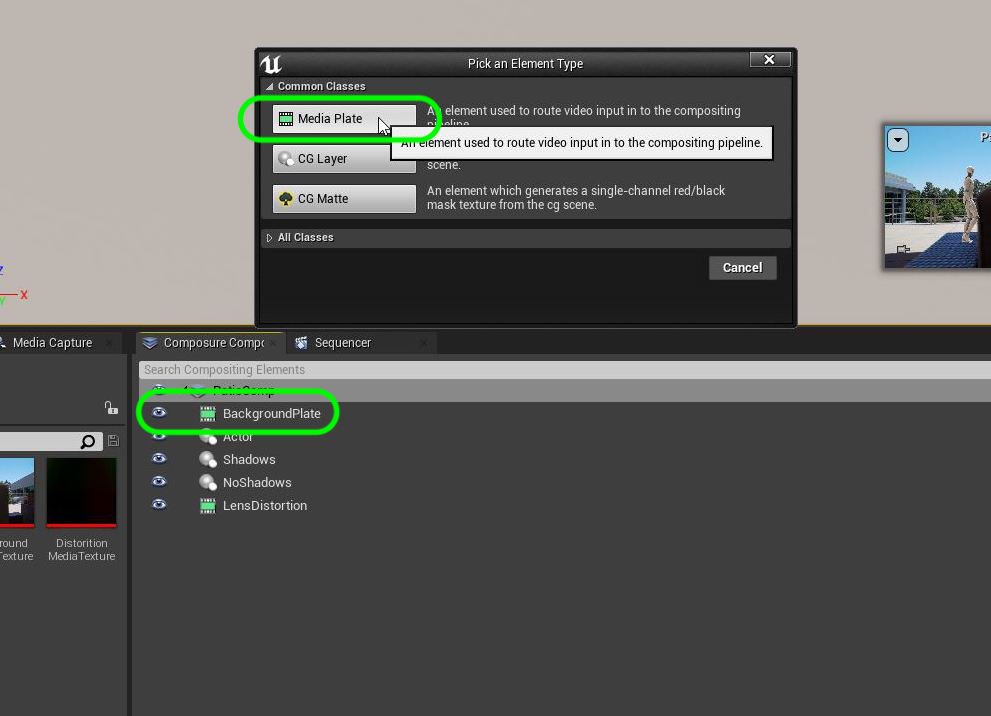 Pick an Element Type
Common Classes
Media Plate
An element used to route video input in to the compositing
pipeline.
An element used to route video input in to the compositing pipeline.
CG Layer
scene.
CG Matte
An element which generates a single-channel red/black
mask texture from the cg scene.
All Classes
Cancel
Z
X
Y
Media Capture
Composure Compo
Sequencer
Search Compositing Elements
PatioComp
BackgroundPlate
Actor
Shadows
NoShadows
LensDistortion
round
Texture
Distorition
MediaTexture